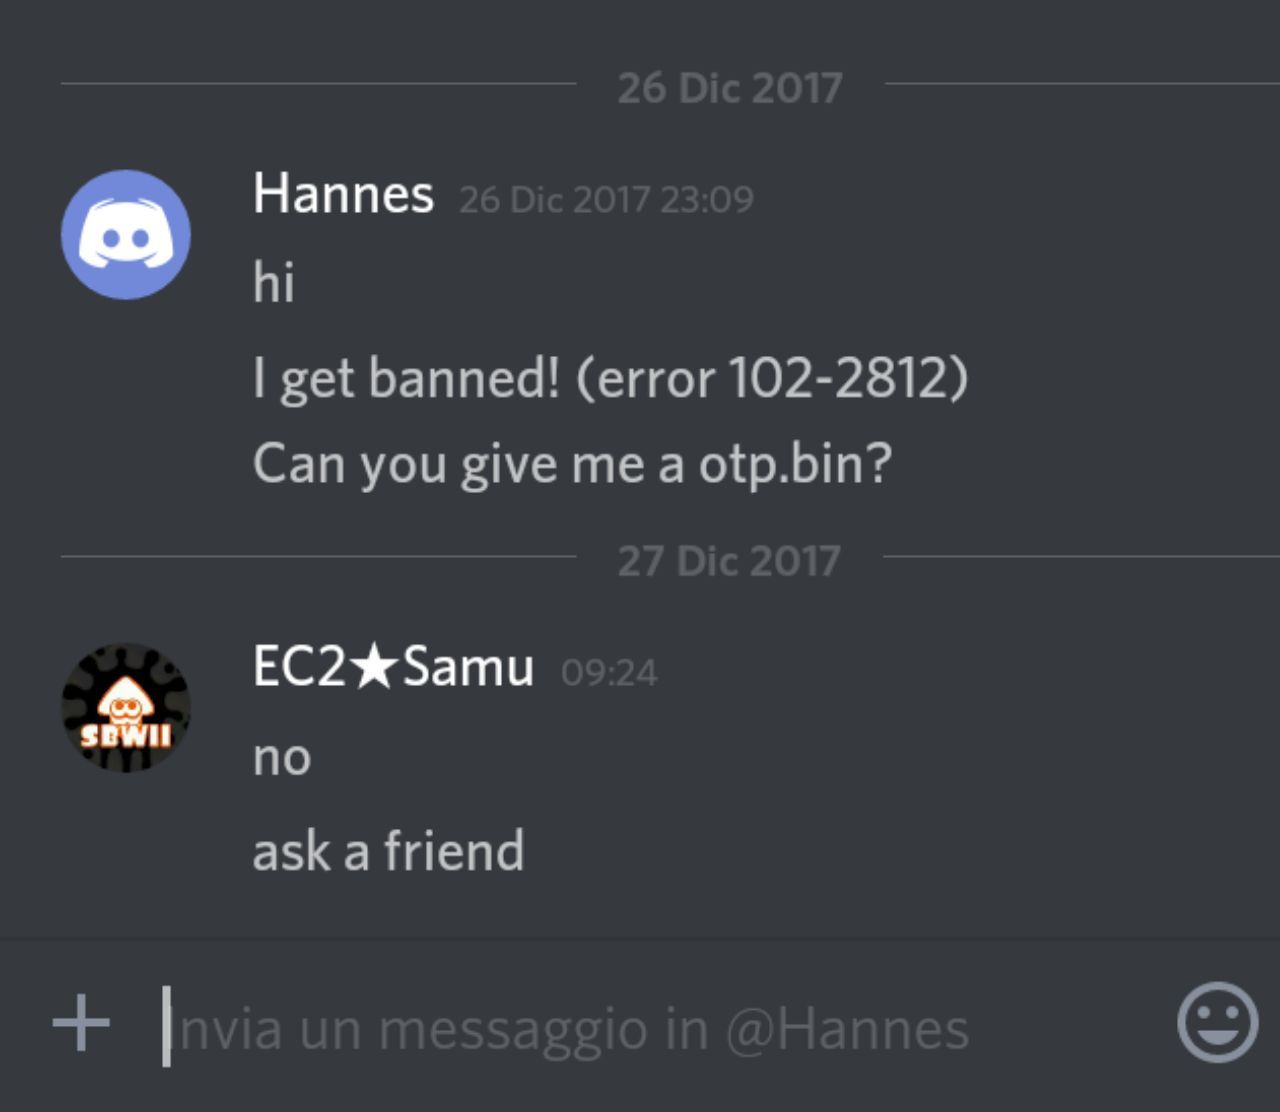 26 Dic 2017
Hannes 26 Dic 2017 23:09
hi
I get banned! (error 102-2812)
Can you give me a otp.bin?
27 Dic 2017
EC2★Samu 09:24
SBWII
no
ask a friend
Invia un messaggio in @Hannes